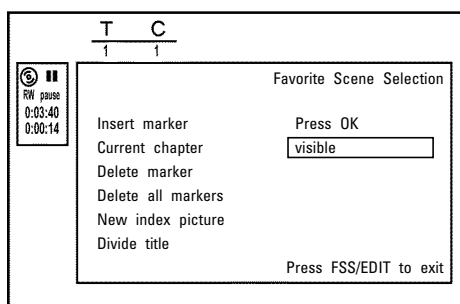 T C
1 1
RW pause
0:03:40
0:00:14
Favorite Scene Selection
Insert marker Press OK
Current chapter visible
Delete marker
Delete all markers
New index picture
Divide title
Press FSS/EDIT to exit